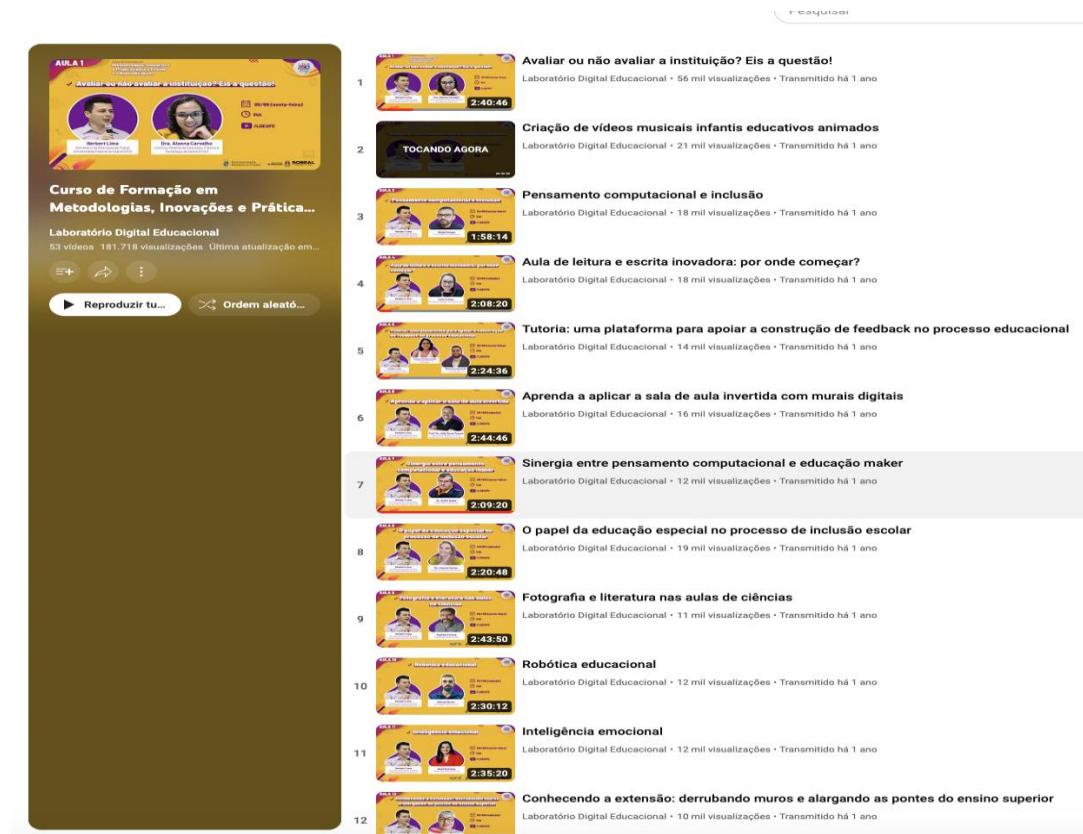 Pesquisar
AULA 1
✓ Avaliar ou não avaliar a instituição? Eis a questão!
05/08 (sexta-feira)
19h
/LABEDUFC
Herbert Lima
Dra. Alanna Carvalho
SOBRAL
Curso de Formação em
Metodologias, Inovações e Prática...
Laboratório Digital Educacional
53 vídeos 181.718 visualizações Última atualização em...
Reproduzir tu...
Ordem aleató...
1
2:40:46
Avaliar ou não avaliar a instituição? Eis a questão!
Laboratório Digital Educacional • 56 mil visualizações • Transmitido há 1 ano
2
TOCANDO AGORA
Criação de vídeos musicais infantis educativos animados
Laboratório Digital Educacional • 21 mil visualizações • Transmitido há 1 ano
3
1:58:14
Pensamento computacional e inclusão
Laboratório Digital Educacional • 18 mil visualizações • Transmitido há 1 ano
4
2:08:20
Aula de leitura e escrita inovadora: por onde começar?
Laboratório Digital Educacional • 18 mil visualizações • Transmitido há 1 ano
5
2:24:36
Tutoria: uma plataforma para apoiar a construção de feedback no processo educacional
Laboratório Digital Educacional • 14 mil visualizações • Transmitido há 1 ano
6
2:44:46
Aprenda a aplicar a sala de aula invertida com murais digitais
Laboratório Digital Educacional • 16 mil visualizações • Transmitido há 1 ano
7
2:09:20
Sinergia entre pensamento computacional e educação maker
Laboratório Digital Educacional • 12 mil visualizações • Transmitido há 1 ano
8
2:20:48
O papel da educação especial no processo de inclusão escolar
Laboratório Digital Educacional • 19 mil visualizações • Transmitido há 1 ano
9
2:43:50
Fotografia e literatura nas aulas de ciências
Laboratório Digital Educacional • 11 mil visualizações • Transmitido há 1 ano
10
2:30:12
Robótica educacional
Laboratório Digital Educacional • 12 mil visualizações • Transmitido há 1 ano
11
2:35:20
Inteligência emocional
Laboratório Digital Educacional • 12 mil visualizações • Transmitido há 1 ano
12
Conhecendo a extensão: derrubando muros e alargando as pontes do ensino superior
Laboratório Digital Educacional • 10 mil visualizações • Transmitido há 1 ano